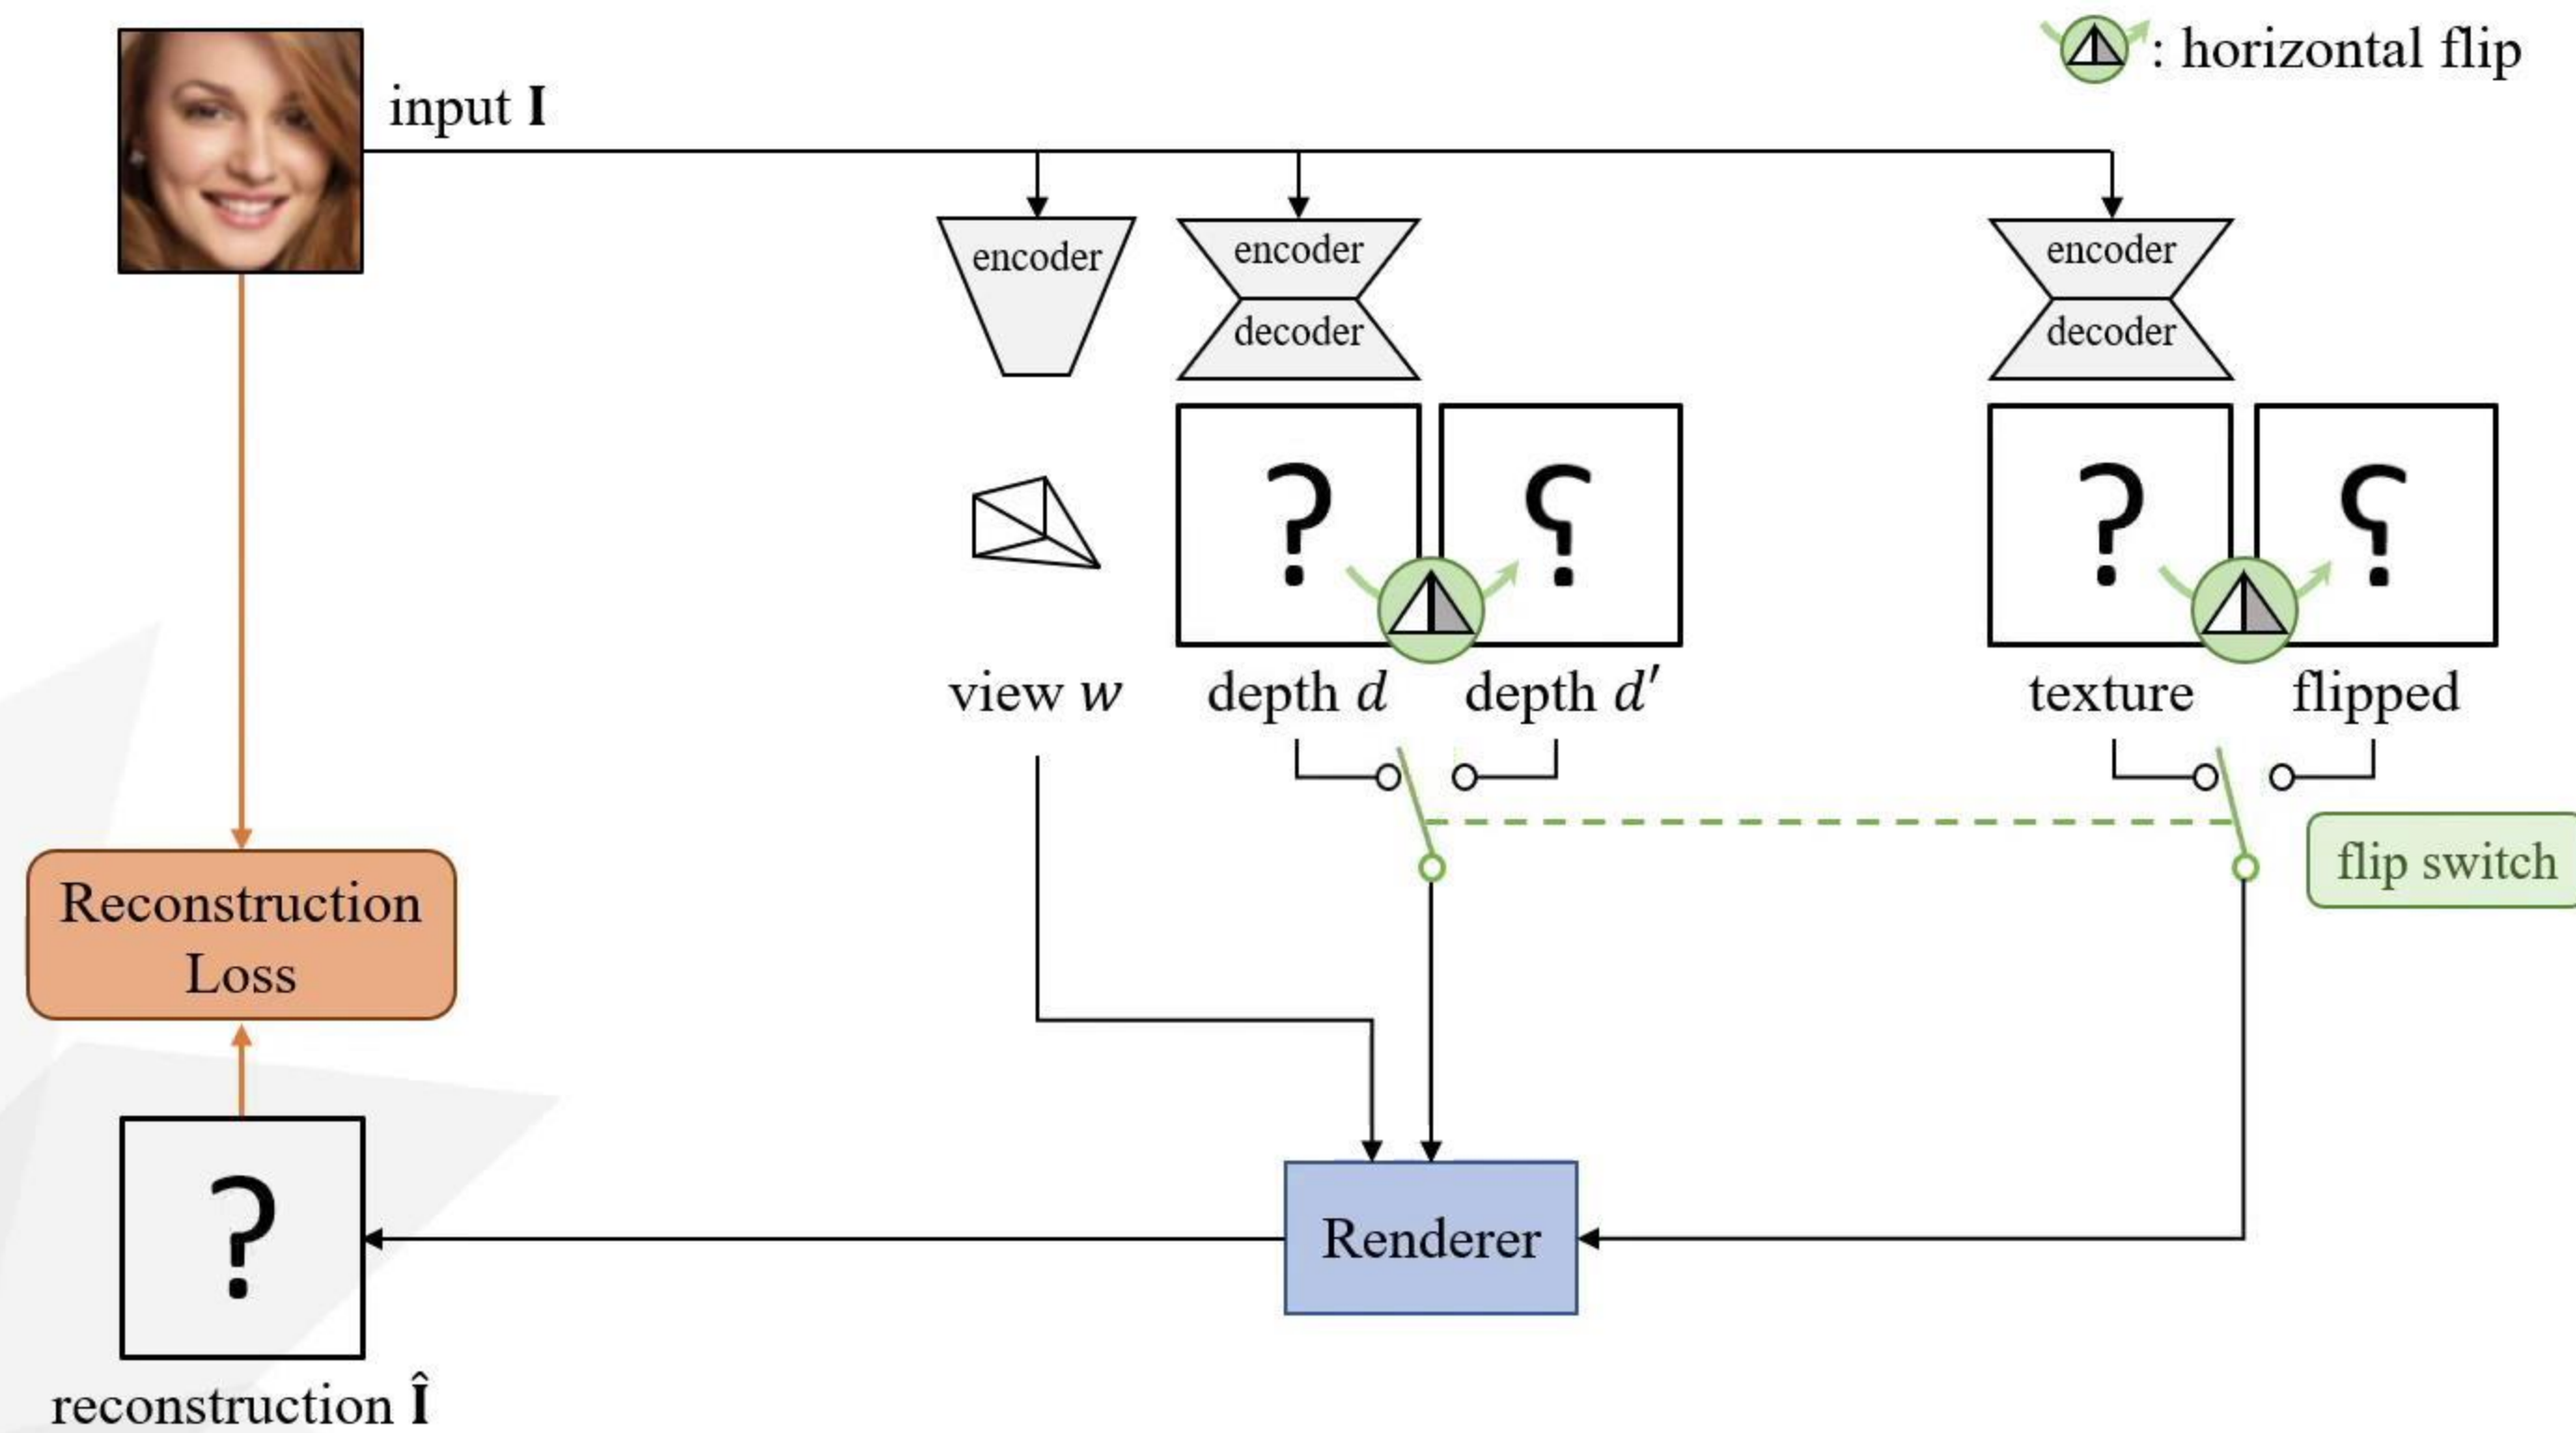 input I
: horizontal flip
encoder
encoder
decoder
encoder
decoder
?
?
?
?
view w
depth d
depth d′
texture
flipped
flip switch
Reconstruction
Loss
Renderer
?
reconstruction Î